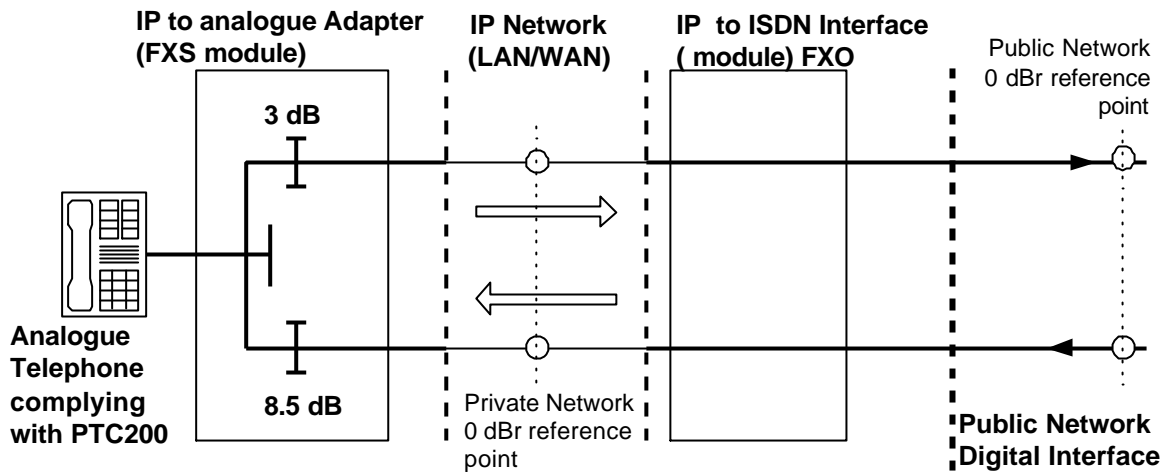 IP to analogue Adapter
(FXS module)
IP Network
(LAN/WAN)
IP to ISDN Interface
( module) FXO
Public Network
0 dBr reference
point
3 dB
8.5 dB
Analogue
Telephone
complying
with PTC200
Private Network
0 dBr reference
point
Public Network
Digital Interface